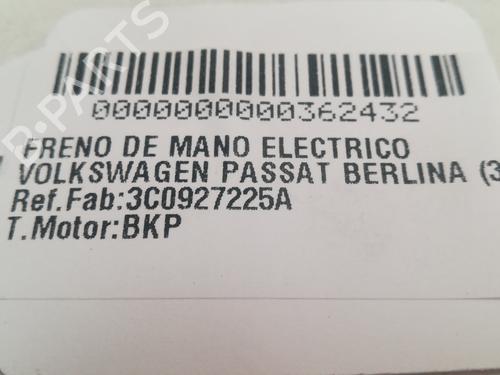 B-PARTS
0000000000362432
FRENO DE MANO ELECTRICO
VOLKSWAGEN PASSAT BERLINA (3
Ref.Fab:3C0927225A
T.Motor:BKP